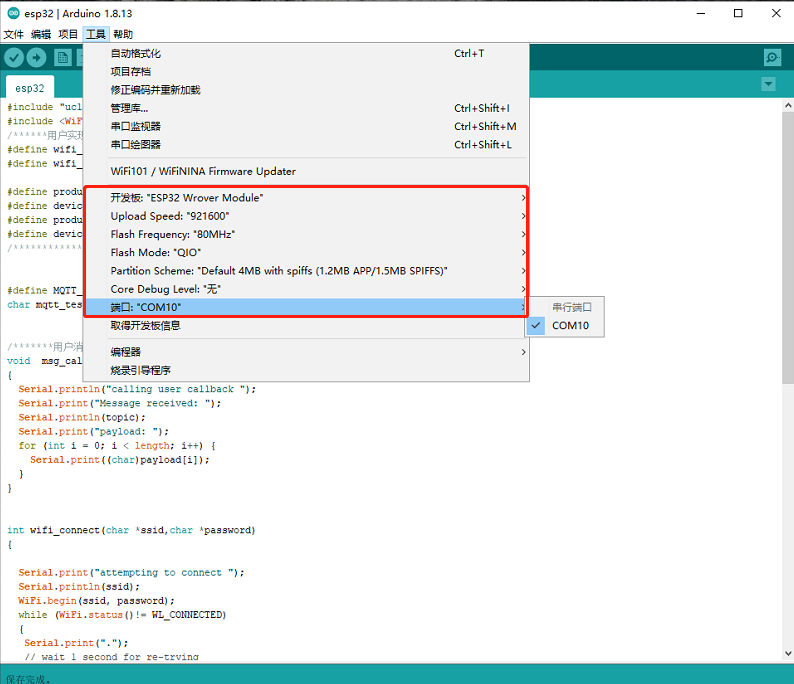 esp32 | Arduino 1.8.13
文件 编辑 项目 工具 帮助
esp32
自动格式化 Ctrl+T
项目存档
修正编码并重新加载
管理库... Ctrl+Shift+I
串口监视器 Ctrl+Shift+M
串口绘图器 Ctrl+Shift+L
WiFi101 / WiFiNINA Firmware Updater
开发板: "ESP32 Wrover Module"
Upload Speed: "921600"
Flash Frequency: "80MHz"
Flash Mode: "QIO"
Partition Scheme: "Default 4MB with spiffs (1.2MB APP/1.5MB SPIFFS)"
Core Debug Level: "无"
端口: "COM10"
取得开发板信息
编程器
烧录引导程序
串行端口
COM10
#include "ucl
#include <WiF
/******用户实现
#define wifi_
#define wifi_
#define produ
#define devic
#define produ
#define devic
/************
#define MQTT_
char mqtt_tes
/*******用户消
void msg_cal
{
Serial.println("calling user callback ");
Serial.print("Message received: ");
Serial.println(topic);
Serial.print("payload: ");
for (int i = 0; i < length; i++) {
Serial.print((char)payload[i]);
}
}
int wifi_connect(char *ssid,char *password)
{
Serial.print("attempting to connect ");
Serial.println(ssid);
WiFi.begin(ssid, password);
while (WiFi.status()!= WL_CONNECTED)
{
Serial.print(".");
// wait 1 second for re-trying
保存完成。